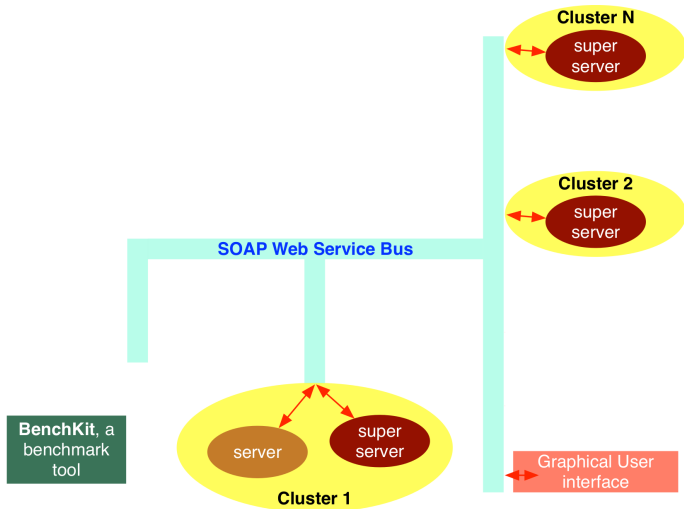 Cluster N
super
server
Cluster 2
super
server
SOAP Web Service Bus
BenchKit, a
benchmark
tool
server
super
server
Cluster 1
Graphical User
interface